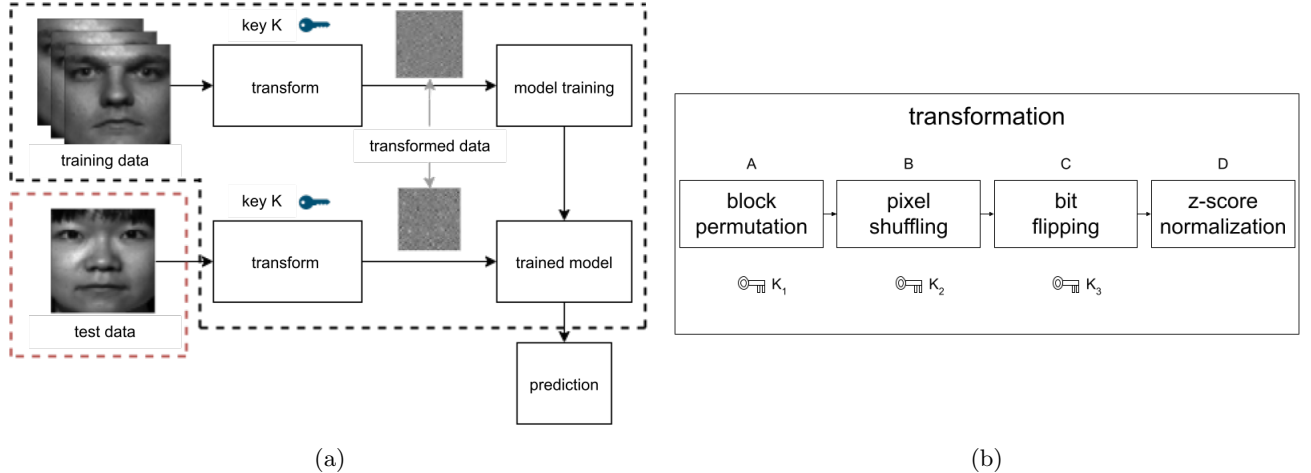 key K
transform
model training
training data
transformed data
key K
transform
trained model
test data
prediction
(a)
transformation
A
B
C
D
block
permutation
pixel
shuffling
bit
flipping
z-score
normalization
K1
K2
K3
(b)